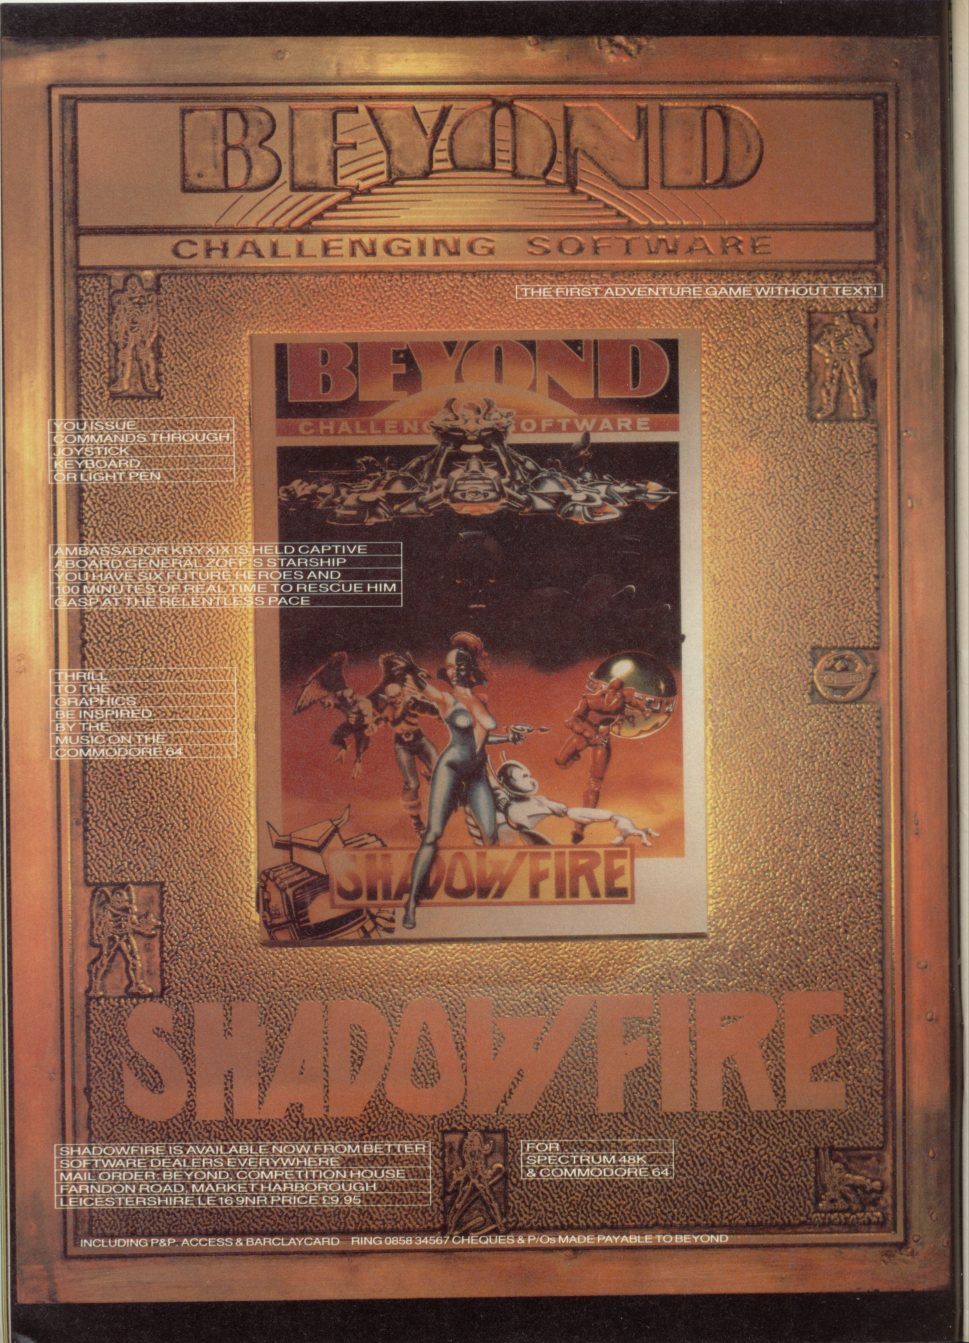 BEYOND
CHALLENGING SOFTWARE
THE FIRST ADVENTURE GAME WITHOUT TEXT!
BEYOND
CHALLENG OFTWARE
YOU ISSUE
COMMANDS THROUGH
JOYSTICK
KEYBOARD
OR LIGHT PEN
AMBASSADOR KRYXIX IS HELD CAPTIVE
ABOARD GENERAL ZOFF'S STARSHIP
YOU HAVE SIX FUTURE HEROES AND
100 MINUTES OF REAL TIME TO RESCUE HIM
GASP AT THE RELENTLESS PACE
THRILL
TO THE
GRAPHICS
BE INSPIRED
BY THE
MUSIC ON THE
COMMODORE 64
SHADOWFIRE
SHADOWFIRE
SHADOWFIRE IS AVAILABLE NOW FROM BETTER
SOFTWARE DEALERS EVERYWHERE
MAIL ORDER: BEYOND, COMPETITION HOUSE
FARNDON ROAD, MARKET HARBOROUGH
LEICESTERSHIRE LE16 9NR PRICE £9.95
FOR
SPECTRUM 48K
& COMMODORE 64
INCLUDING P&P. ACCESS & BARCLAYCARD RING 0858 34567 CHEQUES & P/Os MADE PAYABLE TO BEYOND